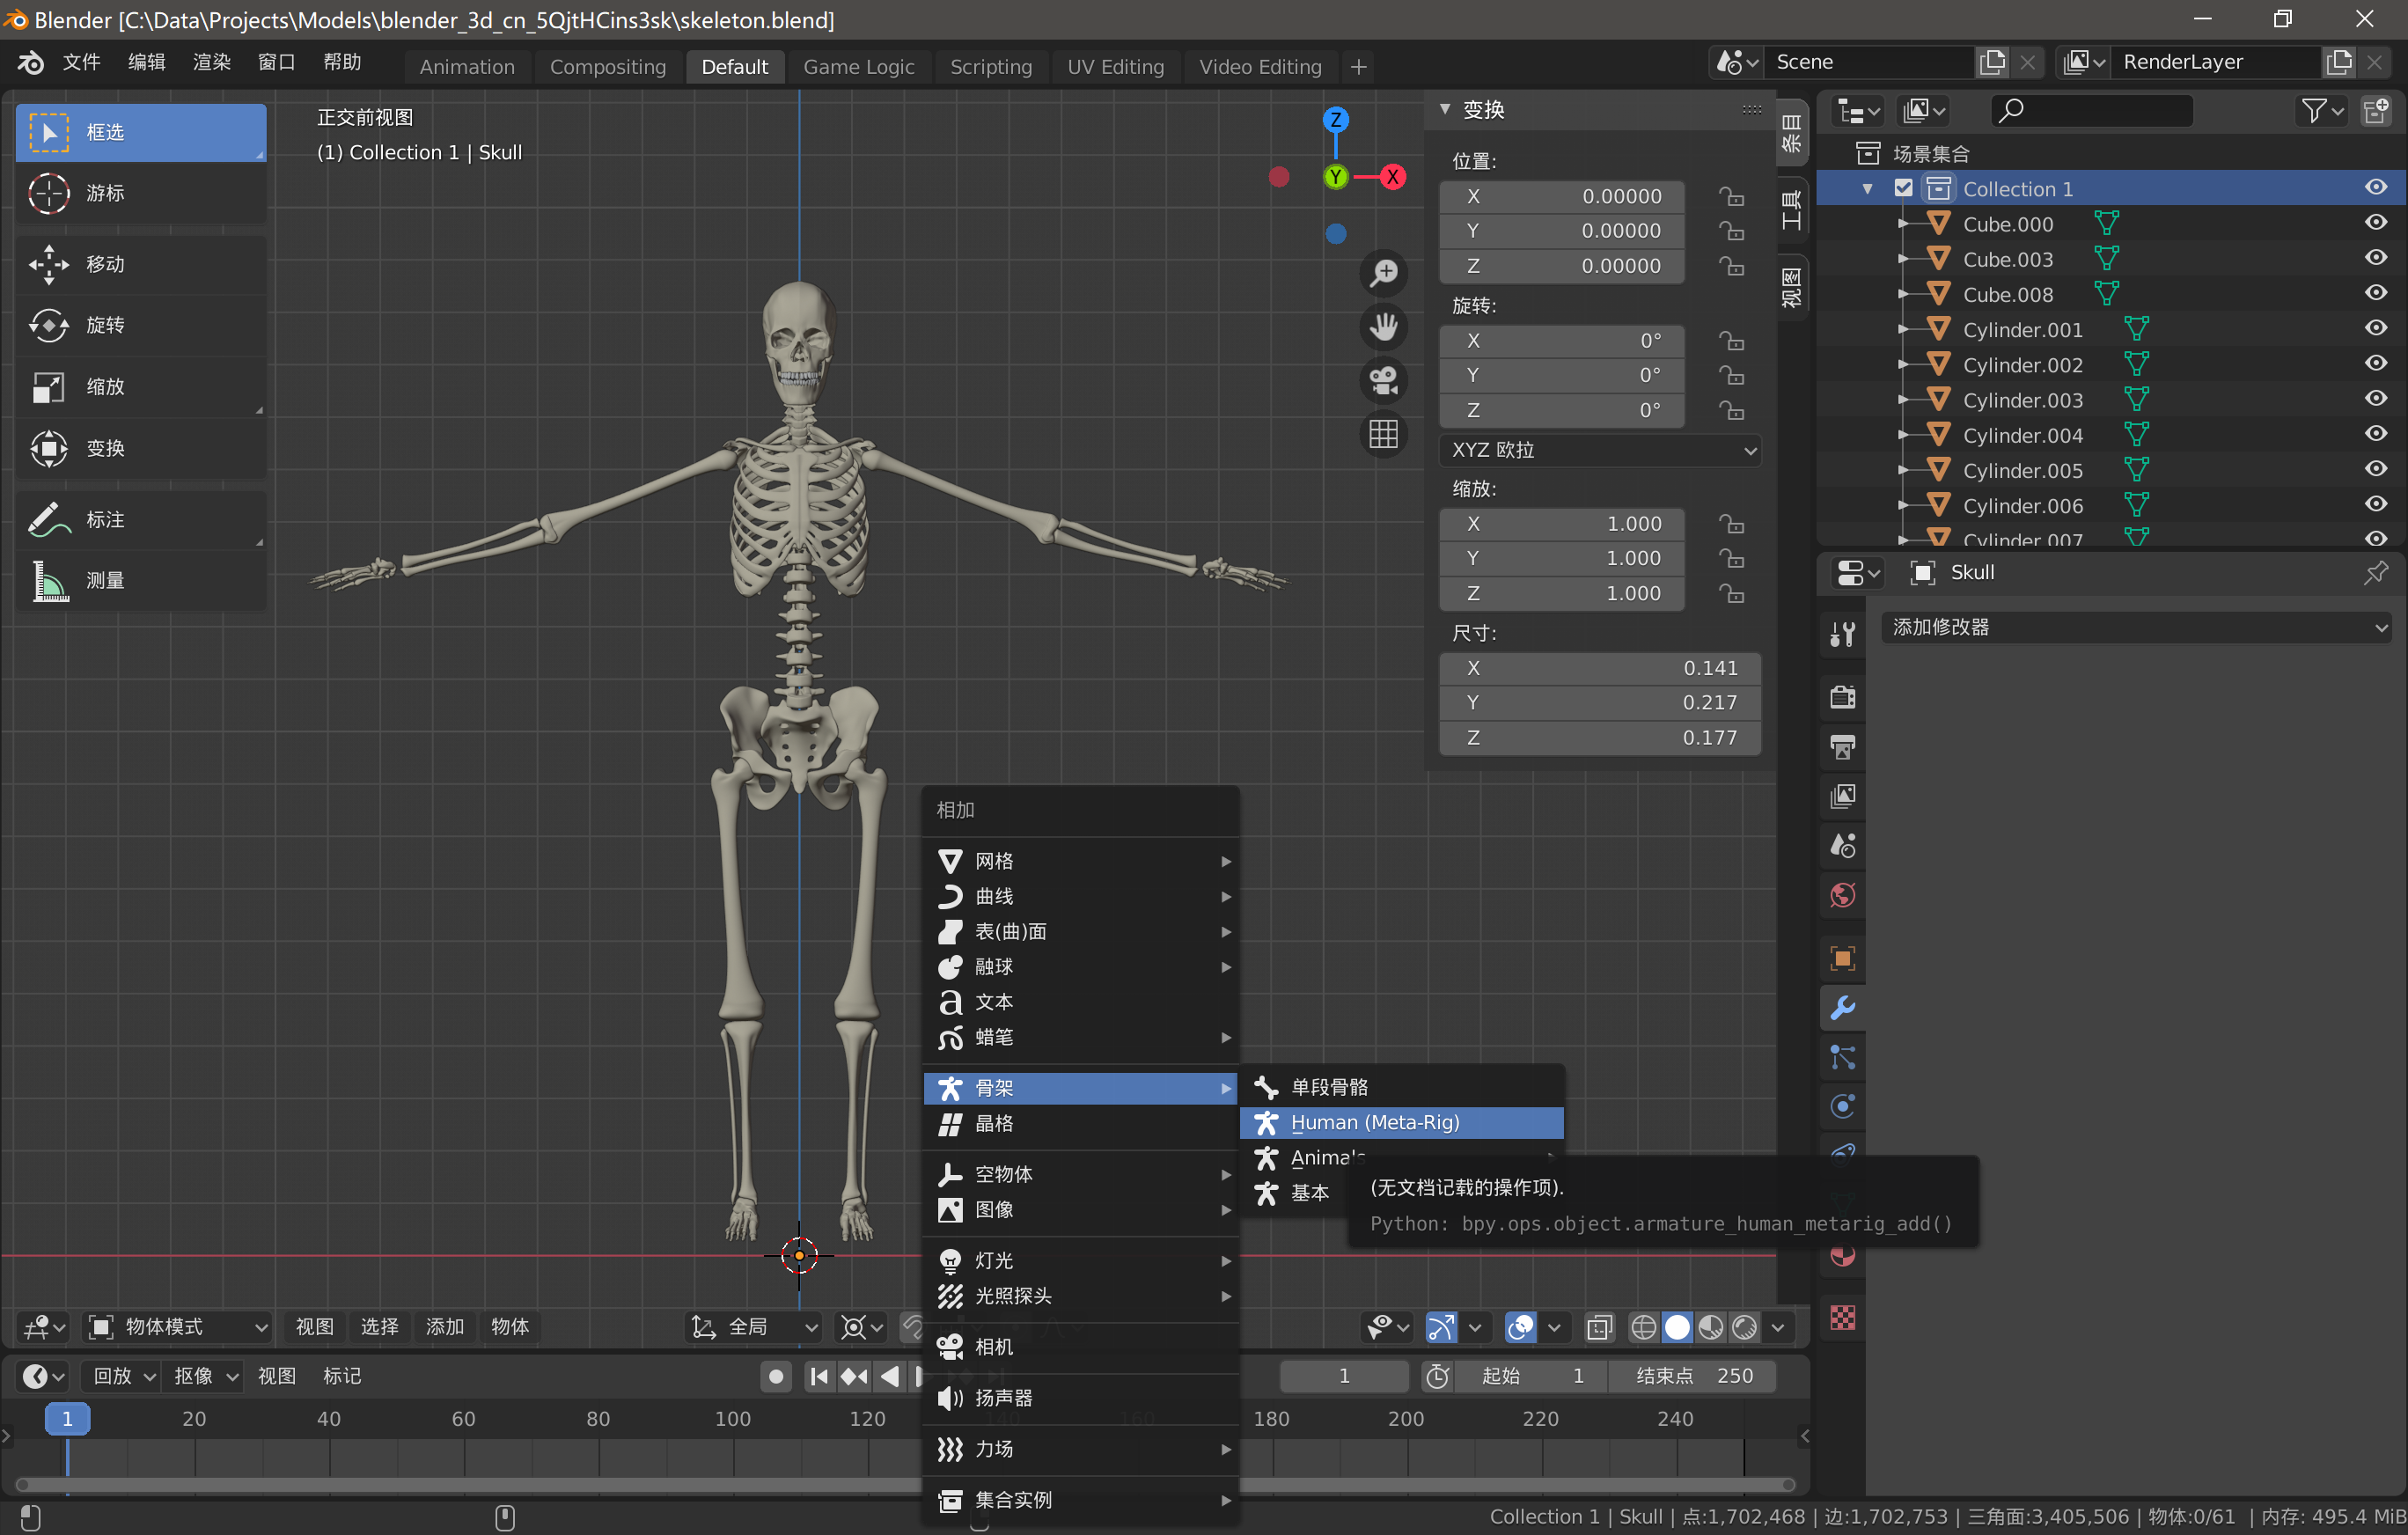 Blender [C:\Data\Projects\Models\blender_3d_cn_5QjtHCins3sk\skeleton.blend]
文件 编辑 渲染 窗口 帮助 Animation Compositing Default Game Logic Scripting UV Editing Video Editing + Scene RenderLayer
框选
游标
移动
旋转
缩放
变换
标注
测量
正交前视图
(1) Collection 1 | Skull
Z
Y
X
变换
位置:
X 0.00000
Y 0.00000
Z 0.00000
旋转:
X 0°
Y 0°
Z 0°
XYZ 欧拉
缩放:
X 1.000
Y 1.000
Z 1.000
尺寸:
X 0.141
Y 0.217
Z 0.177
条目
工具
视图
场景集合
Collection 1
Cube.000
Cube.003
Cube.008
Cylinder.001
Cylinder.002
Cylinder.003
Cylinder.004
Cylinder.005
Cylinder.006
Cylinder.007
Skull
添加修改器
相加
网格
曲线
表(曲)面
融球
文本
蜡笔
骨架
晶格
空物体
图像
灯光
光照探头
相机
扬声器
力场
集合实例
单段骨骼
Human (Meta-Rig)
Animals
基本
(无文档记载的操作项).
Python: bpy.ops.object.armature_human_metarig_add()
物体模式 视图 选择 添加 物体 全局
回放 抠像 视图 标记 1 起始 1 结束点 250
1 20 40 60 80 100 120 140 160 180 200 220 240
Collection 1 | Skull | 点:1,702,468 | 边:1,702,753 | 三角面:3,405,506 | 物体:0/61 | 内存: 495.4 MiB